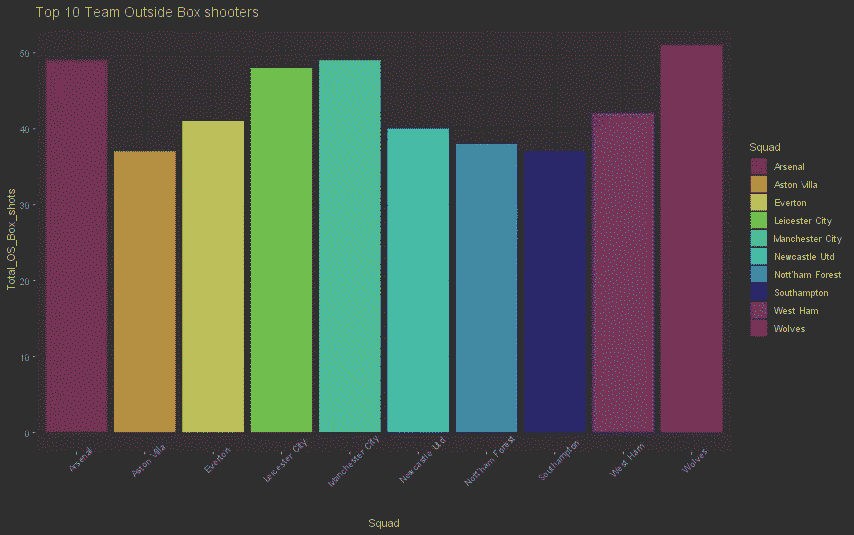 Top 10 Team Outside Box shooters
Total_OS_Box_shots
50
40
30
20
10
0
Arsenal
Aston Villa
Everton
Leicester City
Manchester City
Newcastle Utd
Nott'ham Forest
Southampton
West Ham
Wolves
Squad
Squad
Arsenal
Aston Villa
Everton
Leicester City
Manchester City
Newcastle Utd
Nott'ham Forest
Southampton
West Ham
Wolves